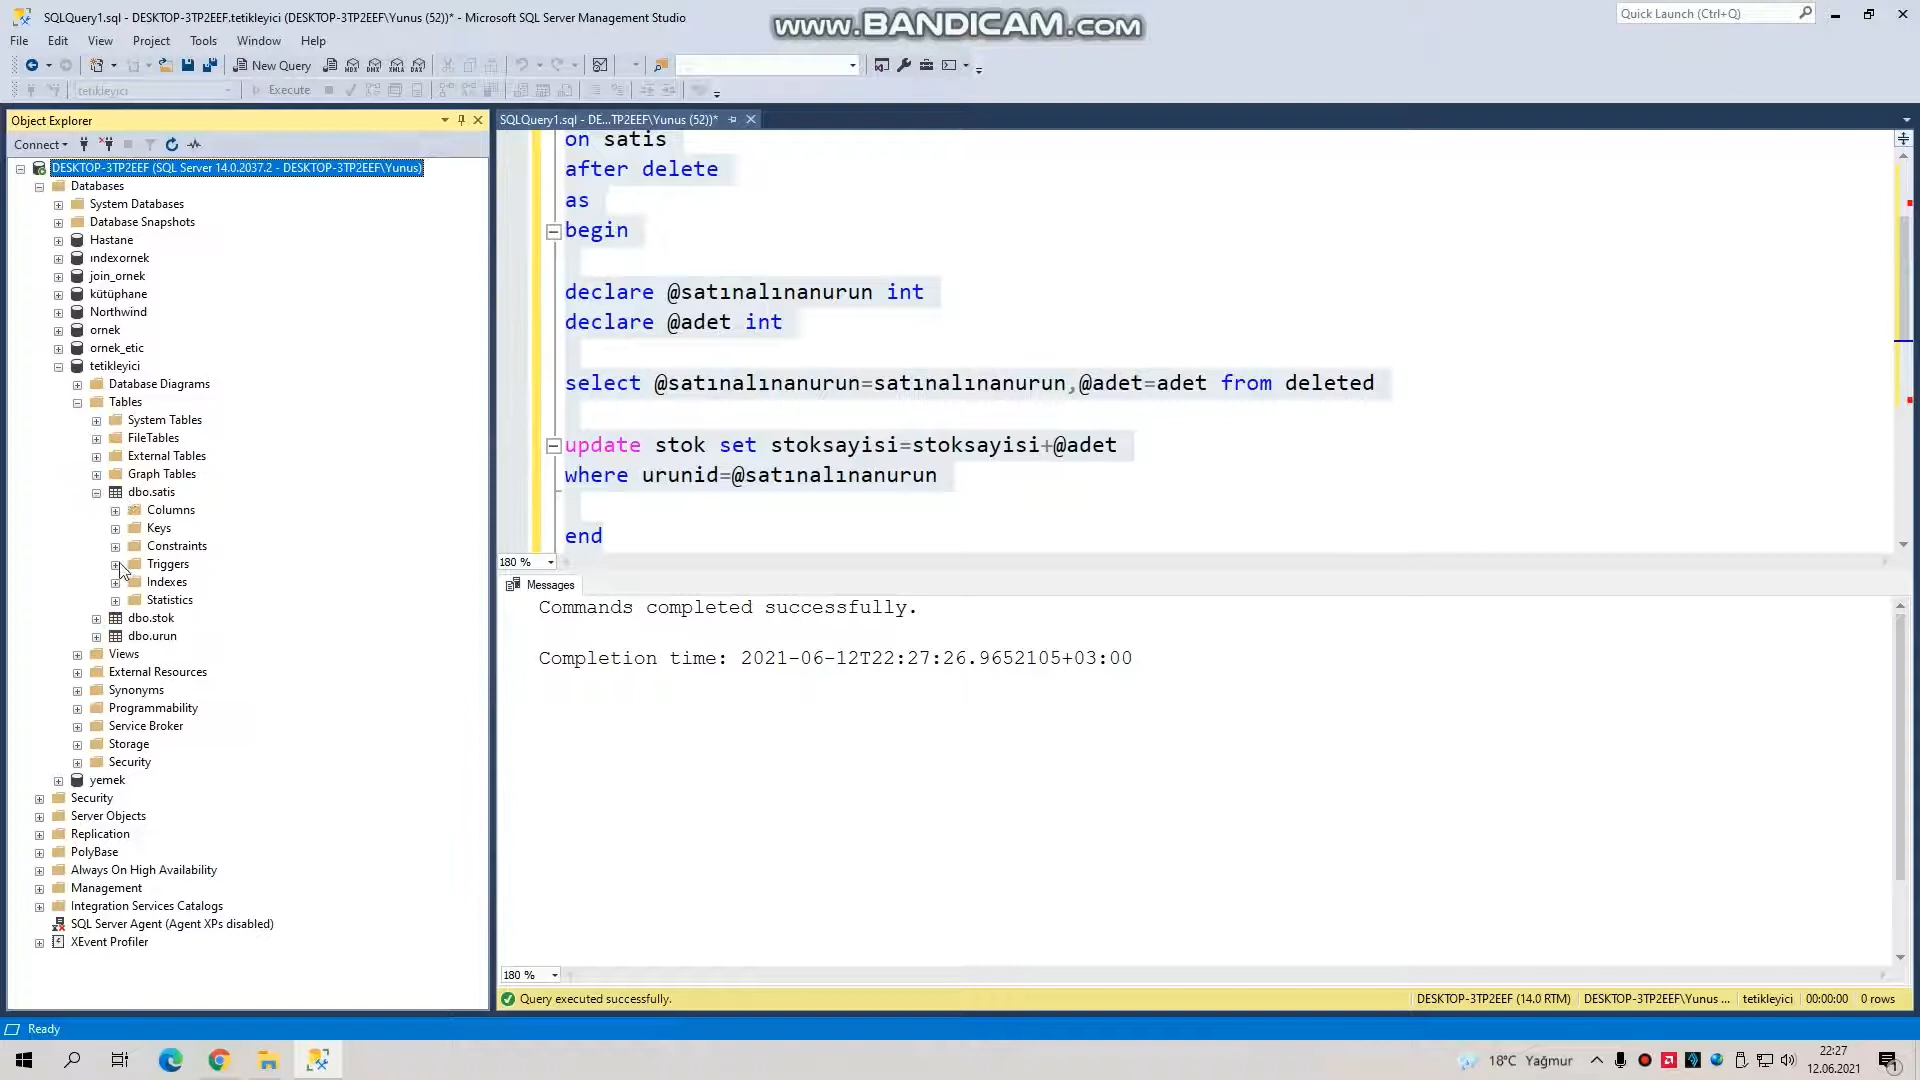 SQLQuery1.sql - DESKTOP-3TP2EEF.tetikleyici (DESKTOP-3TP2EEF\Yunus (52))* - Microsoft SQL Server Management Studio
www.BANDICAM.com
Quick Launch (Ctrl+Q)
File Edit View Project Tools Window Help
New Query
tetikleyici
Execute
Object Explorer
SQLQuery1.sql - DE...TP2EEF\Yunus (52))*
Connect
DESKTOP-3TP2EEF (SQL Server 14.0.2037.2 - DESKTOP-3TP2EEF\Yunus)
Databases
System Databases
Database Snapshots
Hastane
ındexornek
join_ornek
kütüphane
Northwind
ornek
ornek_etic
tetikleyici
Database Diagrams
Tables
System Tables
FileTables
External Tables
Graph Tables
dbo.satis
Columns
Keys
Constraints
Triggers
Indexes
Statistics
dbo.stok
dbo.urun
Views
External Resources
Synonyms
Programmability
Service Broker
Storage
Security
yemek
Security
Server Objects
Replication
PolyBase
Always On High Availability
Management
Integration Services Catalogs
SQL Server Agent (Agent XPs disabled)
XEvent Profiler
on satis
after delete
as
begin
declare @satınalınanurun int
declare @adet int
select @satınalınanurun=satınalınanurun,@adet=adet from deleted
update stok set stoksayisi=stoksayisi+@adet
where urunid=@satınalınanurun
end
180 %
Messages
Commands completed successfully.
Completion time: 2021-06-12T22:27:26.9652105+03:00
180 %
Query executed successfully.
DESKTOP-3TP2EEF (14.0 RTM) DESKTOP-3TP2EEF\Yunus ... tetikleyici 00:00:00 0 rows
Ready
18°C Yağmur
22:27
12.06.2021
1